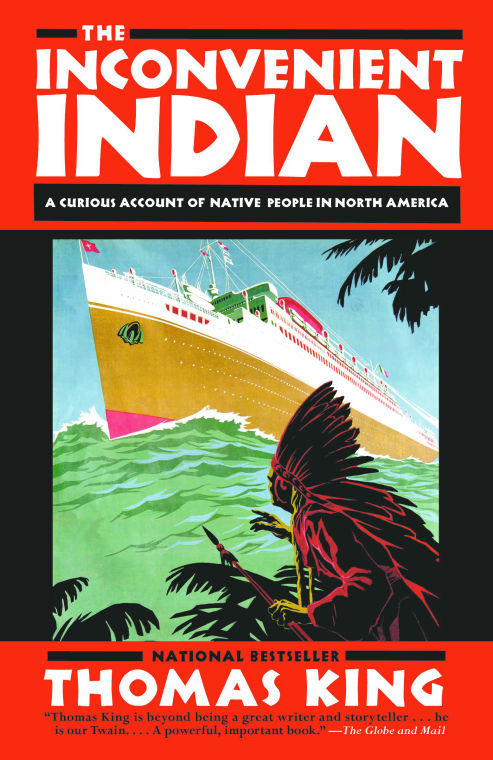 THE
INCONVENIENT
INDIAN
A CURIOUS ACCOUNT OF NATIVE PEOPLE IN NORTH AMERICA
NATIONAL BESTSELLER
THOMAS KING
“Thomas King is beyond being a great writer and storyteller . . . he
is our Twain. . . . A powerful, important book.” —The Globe and Mail